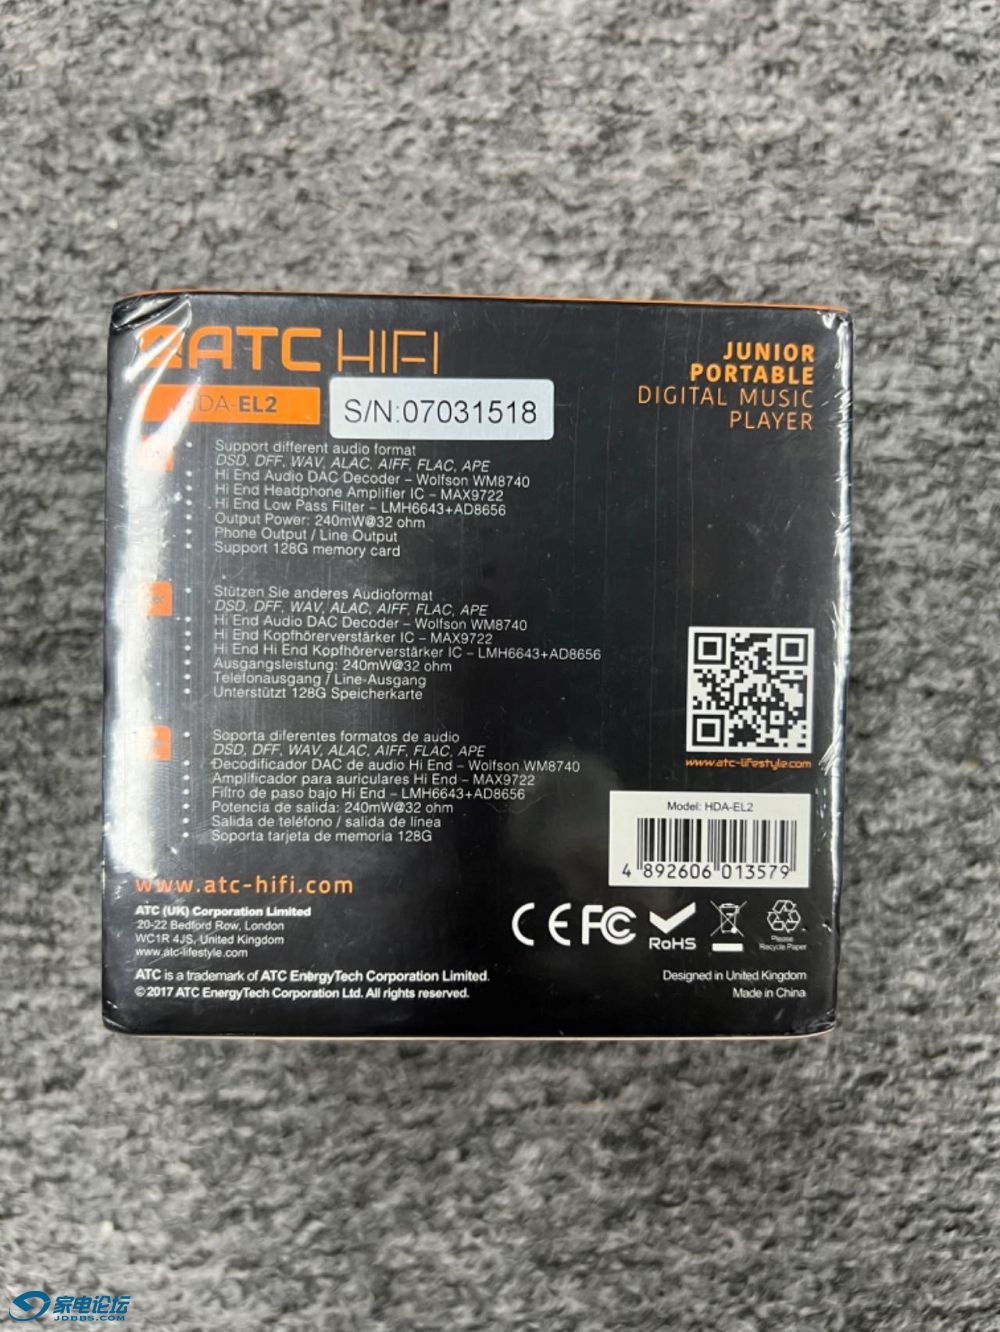 ATC HIFI
HDA-EL2
S/N:07031518
JUNIOR
PORTABLE
DIGITAL MUSIC
PLAYER
Support different audio format
DSD, DFF, WAV, ALAC, AIFF, FLAC, APE
Hi End Audio DAC Decoder – Wolfson WM8740
Hi End Headphone Amplifier IC – MAX9722
Hi End Low Pass Filter – LMH6643+AD8656
Output Power: 240mW@32 ohm
Phone Output / Line Output
Support 128G memory card
Stützen Sie anderes Audioformat
DSD, DFF, WAV, ALAC, AIFF, FLAC, APE
Hi End Audio DAC Decoder – Wolfson WM8740
Hi End Kopfhörerverstärker IC – MAX9722
Hi End Hi End Kopfhörerverstärker IC – LMH6643+AD8656
Ausgangsleistung: 240mW@32 ohm
Telefonausgang / Line-Ausgang
Unterstützt 128G Speicherkarte
Soporta diferentes formatos de audio
DSD, DFF, WAV, ALAC, AIFF, FLAC, APE
Decodificador DAC de audio Hi End – Wolfson WM8740
Amplificador para auriculares Hi End – MAX9722
Filtro de paso bajo Hi End – LMH6643+AD8656
Potencia de salida: 240mW@32 ohm
Salida de teléfono / salida de línea
Soporta tarjeta de memoria 128G
www.atc-lifestyle.com
Model: HDA-EL2
4 892606 013579
www.atc-hifi.com
ATC (UK) Corporation Limited
20-22 Bedford Row, London
WC1R 4JS, United Kingdom
www.atc-lifestyle.com
CE FC RoHS
Please
Recycle Paper
ATC is a trademark of ATC EnergyTech Corporation Limited.
© 2017 ATC EnergyTech Corporation Ltd. All rights reserved.
Designed in United Kingdom
Made in China
家电论坛
JDBBS.COM